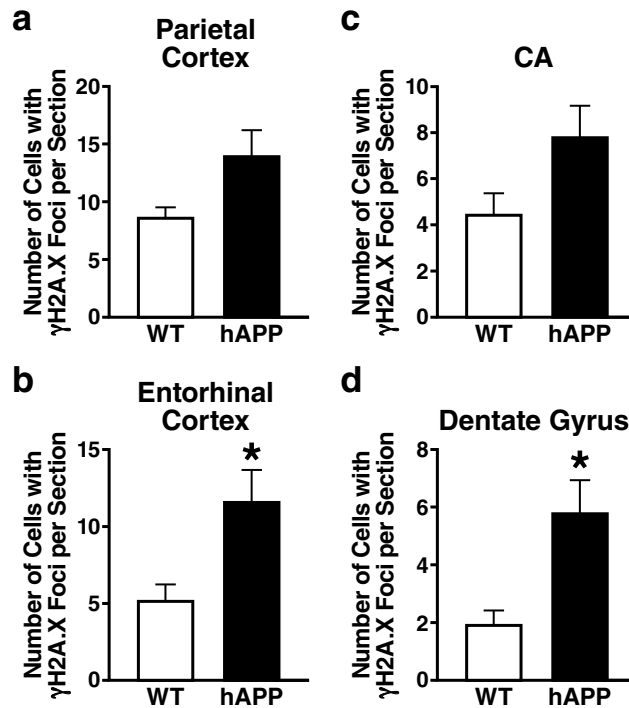 a
Parietal
Cortex
Number of Cells with
γH2A.X Foci per Section
20
15
10
5
0
WT hAPP
c
CA
Number of Cells with
γH2A.X Foci per Section
10
8
6
4
2
0
WT hAPP
b
Entorhinal
Cortex
Number of Cells with
γH2A.X Foci per Section
15
10
5
0
*
WT hAPP
d
Dentate Gyrus
Number of Cells with
γH2A.X Foci per Section
8
6
4
2
0
*
WT hAPP